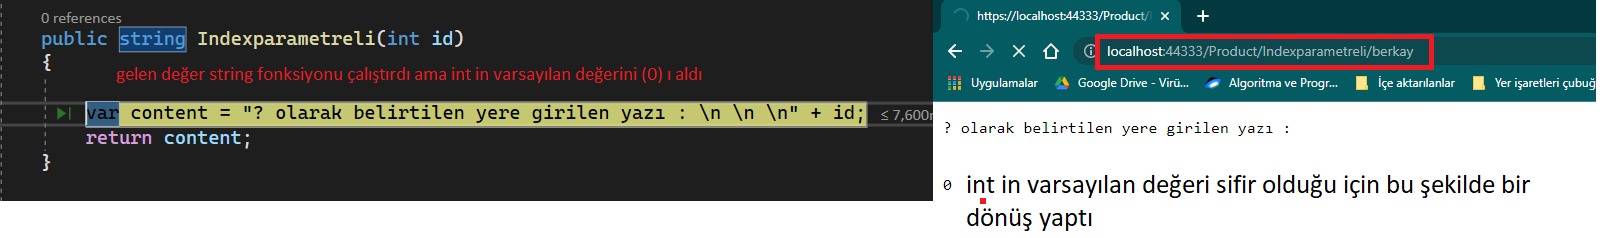 0 references
public string Indexparametreli(int id)
{
gelen değer string fonksiyonu çalıştırdı ama int in varsayılan değerini (0) ı aldı
var content = "? olarak belirtilen yere girilen yazı : \n \n \n" + id; ≤ 7,600r
return content;
}
https://localhost:44333/Product/
localhost:44333/Product/Indexparametreli/berkay
Uygulamalar Google Drive - Virü... Algoritma ve Progr... İçe aktarılanlar Yer işaretleri çubuğ
? olarak belirtilen yere girilen yazı :
0 int in varsayılan değeri sifir olduğu için bu şekilde bir
dönüş yaptı